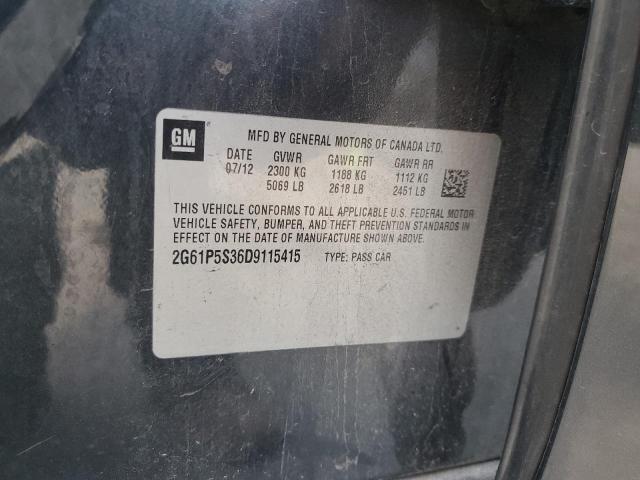 GM
MFD BY GENERAL MOTORS OF CANADA LTD.
DATE GVWR GAWR FRT GAWR RR
07/12 2300 KG 1188 KG 1112 KG
5069 LB 2618 LB 2451 LB
THIS VEHICLE CONFORMS TO ALL APPLICABLE U.S. FEDERAL MOTOR
VEHICLE SAFETY, BUMPER, AND THEFT PREVENTION STANDARDS IN
EFFECT ON THE DATE OF MANUFACTURE SHOWN ABOVE.
2G61P5S36D9115415 TYPE: PASS CAR